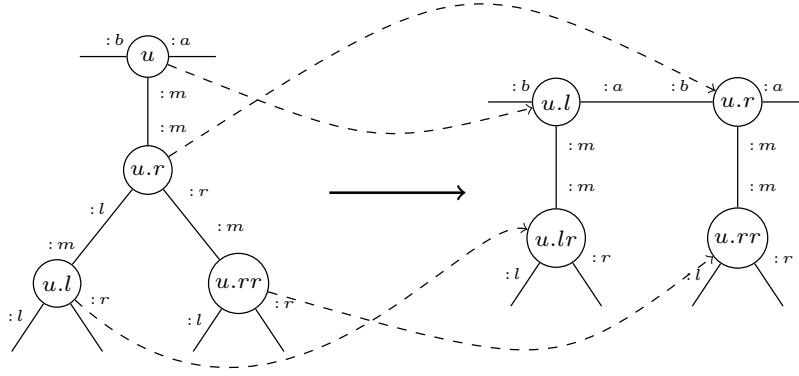 : b u : a
: m
: m
u.r
: l : r
: m : m
u.l u.rr
: l : r : l : r
: b u.l : a : b u.r : a
: m : m
: m : m
u.lr u.rr
: l : r : l : r